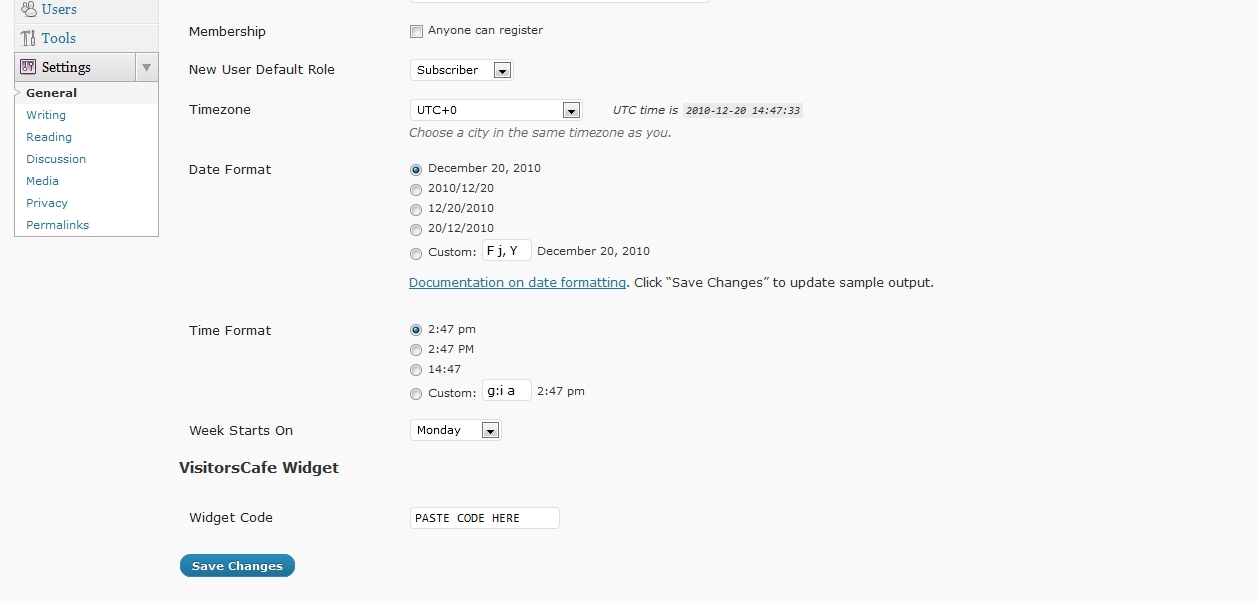 Users
Tools
Settings
General
Writing
Reading
Discussion
Media
Privacy
Permalinks
Membership Anyone can register
New User Default Role Subscriber
Timezone UTC+0 UTC time is 2010-12-20 14:47:33
Choose a city in the same timezone as you.
Date Format December 20, 2010
2010/12/20
12/20/2010
20/12/2010
Custom: F j, Y December 20, 2010
Documentation on date formatting. Click “Save Changes” to update sample output.
Time Format 2:47 pm
2:47 PM
14:47
Custom: g:i a 2:47 pm
Week Starts On Monday
VisitorsCafe Widget
Widget Code PASTE CODE HERE
Save Changes